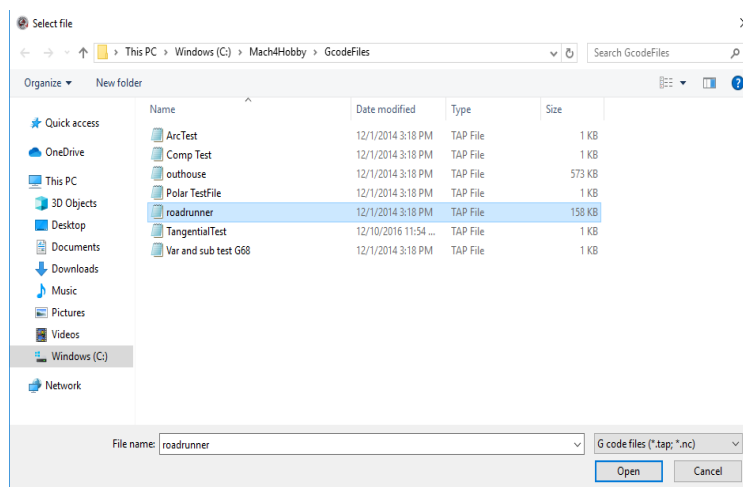 Select file
This PC > Windows (C:) > Mach4Hobby > GcodeFiles
Search GcodeFiles
Organize New folder
Name Date modified Type Size
Quick access
OneDrive
This PC
3D Objects
Desktop
Documents
Downloads
Music
Pictures
Videos
Windows (C:)
Network
ArcTest 12/1/2014 3:18 PM TAP File 1 KB
Comp Test 12/1/2014 3:18 PM TAP File 1 KB
outhouse 12/1/2014 3:18 PM TAP File 573 KB
Polar TestFile 12/1/2014 3:18 PM TAP File 1 KB
roadrunner 12/1/2014 3:18 PM TAP File 158 KB
TangentialTest 12/10/2016 11:54 ... TAP File 1 KB
Var and sub test G68 12/1/2014 3:18 PM TAP File 1 KB
File name: roadrunner G code files (*.tap; *.nc)
Open Cancel